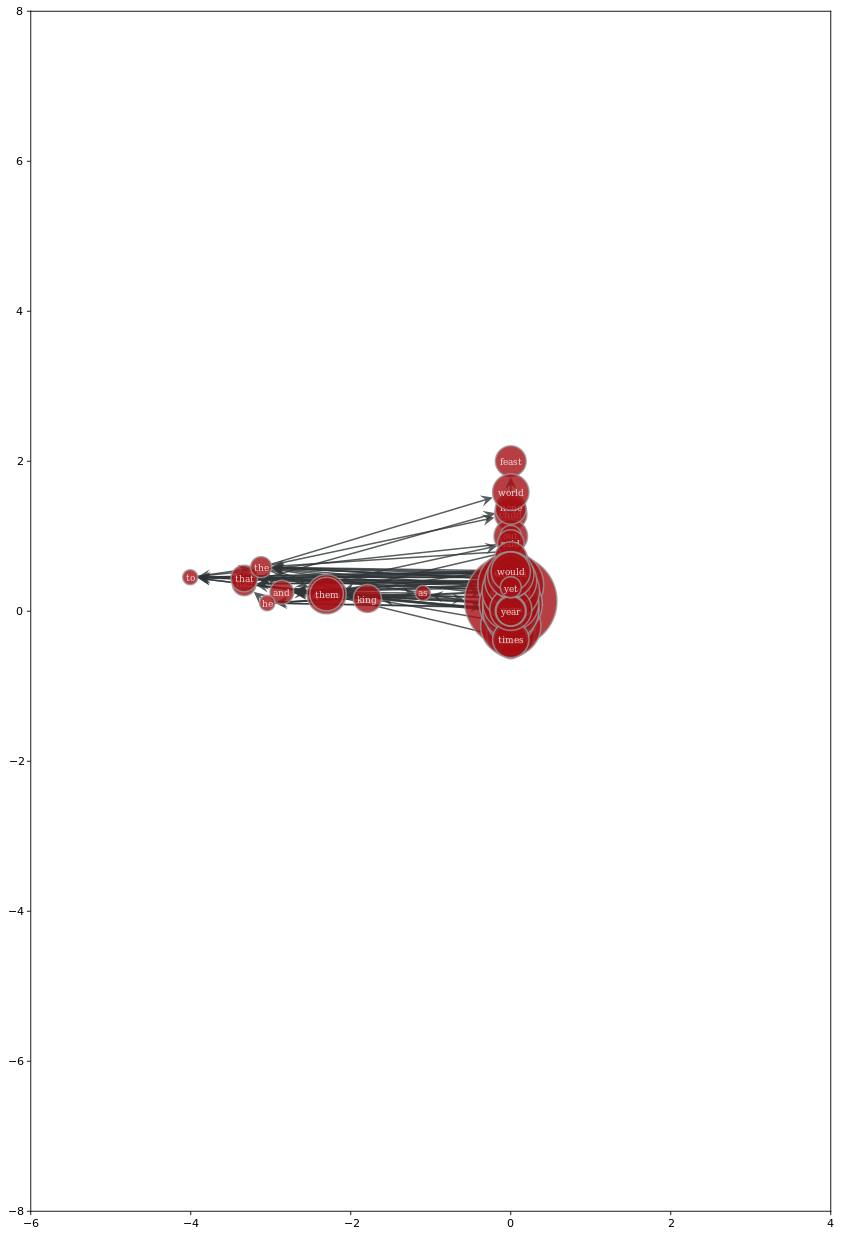 8
6
4
feast
2
world
would
the
to
that
yet
and
as
them
king
he
year
0
times
−2
−4
−6
−8
−6
−4
−2
0
2
4